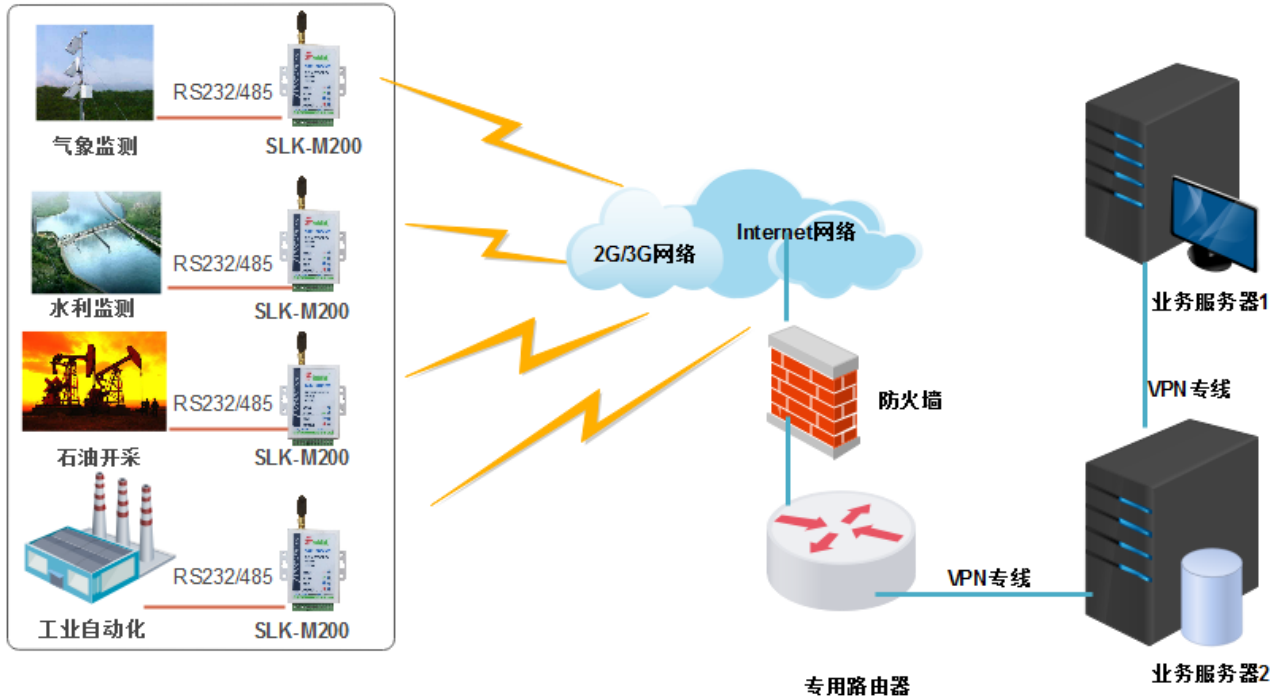 RS232/485
气象监测
SLK-M200
RS232/485
水利监测
SLK-M200
RS232/485
石油开采
SLK-M200
RS232/485
工业自动化
SLK-M200
2G/3G网络
Internet网络
防火墙
专用路由器
VPN专线
业务服务器1
VPN专线
业务服务器2